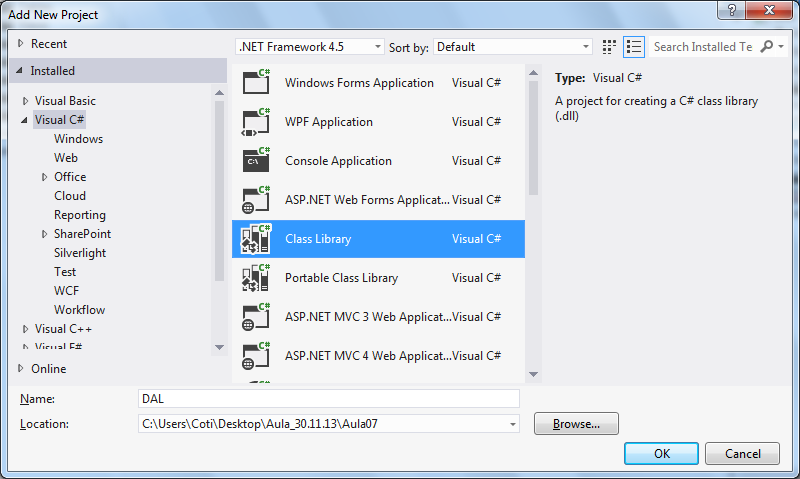 Add New Project
Recent
Installed
Visual Basic
Visual C#
Windows
Web
Office
Cloud
Reporting
SharePoint
Silverlight
Test
WCF
Workflow
Visual C++
Visual F#
Online
.NET Framework 4.5 Sort by: Default Search Installed Te
C# Windows Forms Application Visual C#
C# WPF Application Visual C#
C# C:\ Console Application Visual C#
C# ASP.NET Web Forms Applicat... Visual C#
C# Class Library Visual C#
C# Portable Class Library Visual C#
C# ASP.NET MVC 3 Web Applicat... Visual C#
C# ASP.NET MVC 4 Web Applicat... Visual C#
Type: Visual C#
A project for creating a C# class library
(.dll)
Name: DAL
Location: C:\Users\Coti\Desktop\Aula_30.11.13\Aula07 Browse...
OK Cancel